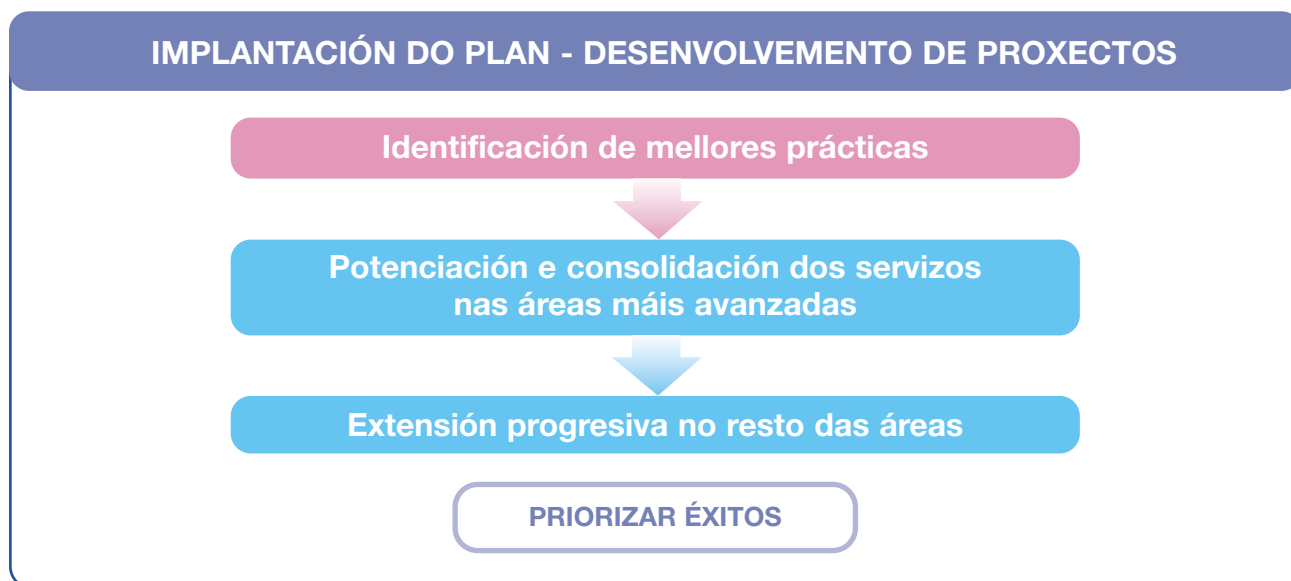 IMPLANTACIÓN DO PLAN - DESENVOLVEMENTO DE PROXECTOS
Identificación de mellores prácticas
Potenciación e consolidación dos servizos
nas áreas máis avanzadas
Extensión progresiva no resto das áreas
PRIORIZAR ÉXITOS